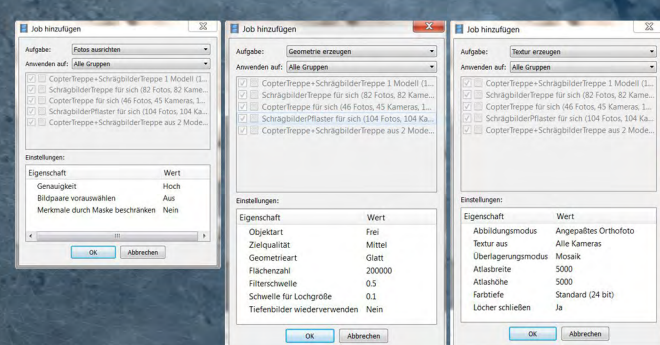 Job hinzufügen
Aufgabe: Fotos ausrichten
Anwenden auf: Alle Gruppen
CopterTreppe+SchrägbilderTreppe 1 Modell (1...
SchrägbilderTreppe für sich (82 Fotos, 82 Kame...
CopterTreppe für sich (46 Fotos, 45 Kameras, 1...
SchrägbilderPflaster für sich (104 Fotos, 104 Ka...
CopterTreppe+SchrägbilderTreppe aus 2 Mode...
Einstellungen:
Eigenschaft Wert
Genauigkeit Hoch
Bildpaare vorauswählen Aus
Merkmale durch Maske beschränken Nein
OK Abbrechen
Job hinzufügen
Aufgabe: Geometrie erzeugen
Anwenden auf: Alle Gruppen
CopterTreppe+SchrägbilderTreppe 1 Modell (1...
SchrägbilderTreppe für sich (82 Fotos, 82 Kame...
CopterTreppe für sich (46 Fotos, 45 Kameras, 1...
SchrägbilderPflaster für sich (104 Fotos, 104 Ka...
CopterTreppe+SchrägbilderTreppe aus 2 Mode...
Einstellungen:
Eigenschaft Wert
Objektart Frei
Zielqualität Mittel
Geometrieart Glatt
Flächenzahl 200000
Filterschwelle 0.5
Schwelle für Lochgröße 0.1
Tiefenbilder wiederverwenden Nein
OK Abbrechen
Job hinzufügen
Aufgabe: Textur erzeugen
Anwenden auf: Alle Gruppen
CopterTreppe+SchrägbilderTreppe 1 Modell (1...
SchrägbilderTreppe für sich (82 Fotos, 82 Kame...
CopterTreppe für sich (46 Fotos, 45 Kameras, 1...
SchrägbilderPflaster für sich (104 Fotos, 104 Ka...
CopterTreppe+SchrägbilderTreppe aus 2 Mode...
Einstellungen:
Eigenschaft Wert
Abbildungsmodus Angepaßtes Orthofoto
Textur aus Alle Kameras
Überlagerungsmodus Mosaik
Atlasbreite 5000
Atlashöhe 5000
Farbtiefe Standard (24 bit)
Löcher schließen Ja
OK Abbrechen